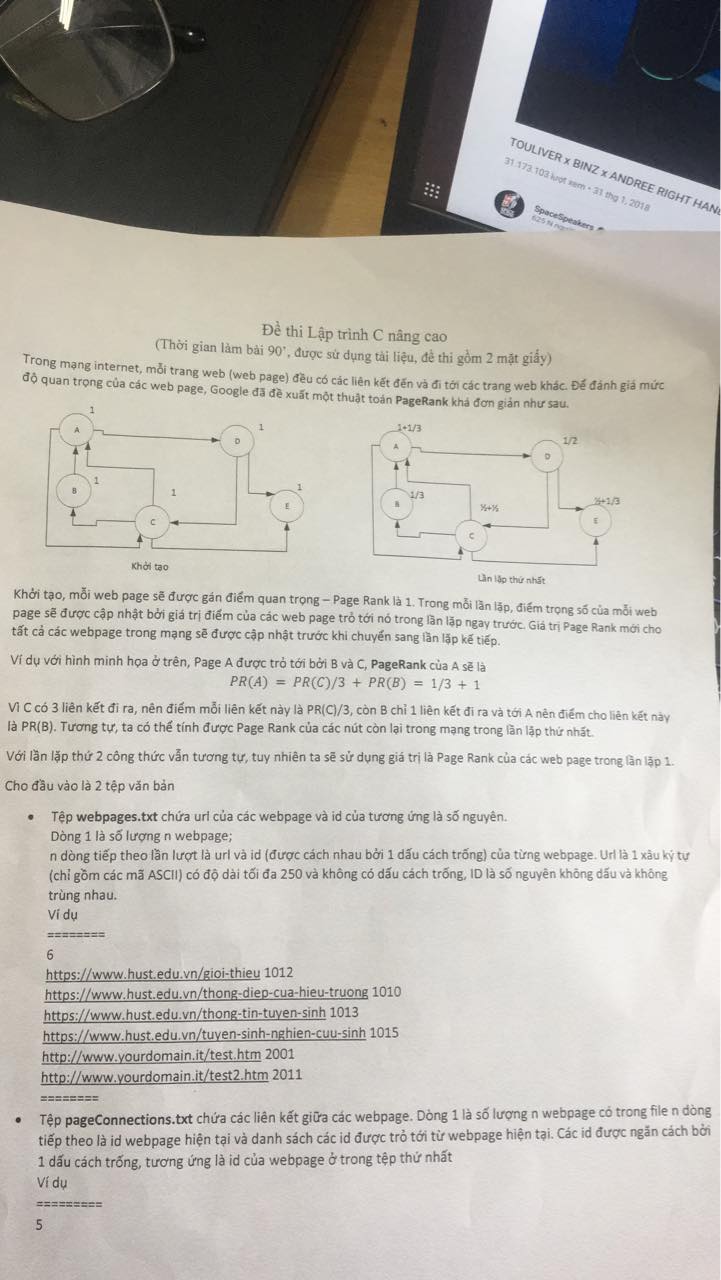 TOULIVER x BINZ x ANDREE RIGHT HAN
31.173.103 lượt xem • 31 thg 1, 2018
SpaceSpeakers
625 N
Đề thi Lập trình C nâng cao
(Thời gian làm bài 90', được sử dụng tài liệu, đề thi gồm 2 mặt giấy)
Trong mạng internet, mỗi trang web (web page) đều có các liên kết đến và đi tới các trang web khác. Để đánh giá mức
độ quan trọng của các web page, Google đã đề xuất một thuật toán PageRank khá đơn giản như sau.
1
A
D
1
B
1
1
C
1
E
Khởi tạo
1+1/3
A
1/2
D
B
1/3
½+½
C
½+1/3
E
Lần lặp thứ nhất
Khởi tạo, mỗi web page sẽ được gán điểm quan trọng – Page Rank là 1. Trong mỗi lần lặp, điểm trọng số của mỗi web
page sẽ được cập nhật bởi giá trị điểm của các web page trỏ tới nó trong lần lặp ngay trước. Giá trị Page Rank mới cho
tất cả các webpage trong mạng sẽ được cập nhật trước khi chuyển sang lần lặp kế tiếp.
Ví dụ với hình minh họa ở trên, Page A được trỏ tới bởi B và C, PageRank của A sẽ là
PR(A) = PR(C)/3 + PR(B) = 1/3 + 1
Vì C có 3 liên kết đi ra, nên điểm mỗi liên kết này là PR(C)/3, còn B chỉ 1 liên kết đi ra và tới A nên điểm cho liên kết này
là PR(B). Tương tự, ta có thể tính được Page Rank của các nút còn lại trong mạng trong lần lặp thứ nhất.
Với lần lặp thứ 2 công thức vẫn tương tự, tuy nhiên ta sẽ sử dụng giá trị là Page Rank của các web page trong lần lặp 1.
Cho đầu vào là 2 tệp văn bản
• Tệp webpages.txt chứa url của các webpage và id của tương ứng là số nguyên.
Dòng 1 là số lượng n webpage;
n dòng tiếp theo lần lượt là url và id (được cách nhau bởi 1 dấu cách trống) của từng webpage. Url là 1 xâu ký tự
(chỉ gồm các mã ASCII) có độ dài tối đa 250 và không có dấu cách trống, ID là số nguyên không dấu và không
trùng nhau.
Ví dụ
========
6
https://www.hust.edu.vn/gioi-thieu 1012
https://www.hust.edu.vn/thong-diep-cua-hieu-truong 1010
https://www.hust.edu.vn/thong-tin-tuyen-sinh 1013
https://www.hust.edu.vn/tuyen-sinh-nghien-cuu-sinh 1015
http://www.yourdomain.it/test.htm 2001
http://www.yourdomain.it/test2.htm 2011
========
• Tệp pageConnections.txt chứa các liên kết giữa các webpage. Dòng 1 là số lượng n webpage có trong file n dòng
tiếp theo là id webpage hiện tại và danh sách các id được trỏ tới từ webpage hiện tại. Các id được ngăn cách bởi
1 dấu cách trống, tương ứng là id của webpage ở trong tệp thứ nhất
Ví dụ
=========
5